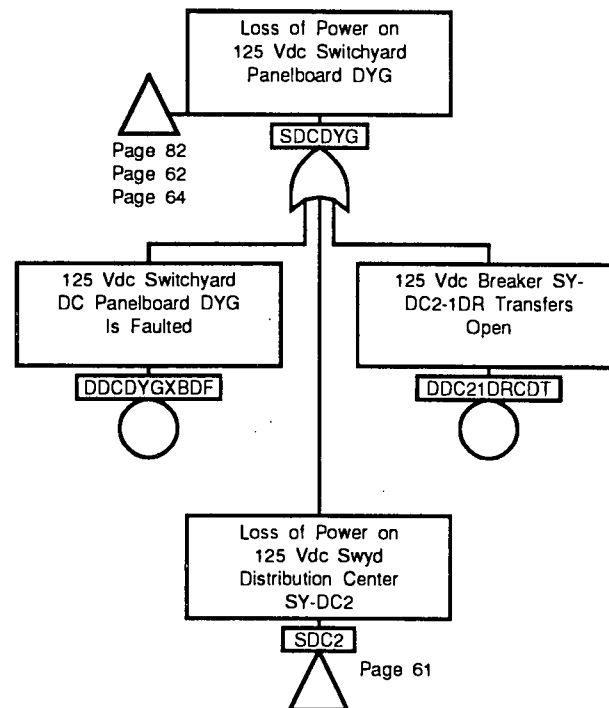 Loss of Power on
125 Vdc Switchyard
Panelboard DYG
SDCDYG
Page 82
Page 62
Page 64
125 Vdc Switchyard
DC Panelboard DYG
Is Faulted
DDCDYGXBDF
125 Vdc Breaker SY-
DC2-1DR Transfers
Open
DDC21DRCDT
Loss of Power on
125 Vdc Swyd
Distribution Center
SY-DC2
SDC2
Page 61